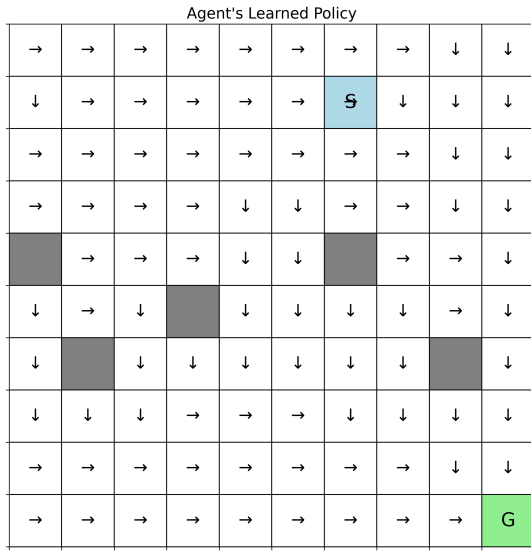 Agent's Learned Policy
→ → → → → → → → ↓ ↓
↓ → → → → → S→ ↓ ↓ ↓
→ → → → → → → → ↓ ↓
→ → → → ↓ ↓ → → ↓ ↓
→ → → ↓ ↓ → → ↓
↓ → ↓ ↓ ↓ ↓ ↓ → ↓
↓ ↓ ↓ ↓ ↓ ↓ ↓ ↓
↓ ↓ ↓ → → → ↓ ↓ ↓ ↓
→ → → → → → → → ↓ ↓
→ → → → → → → → → G